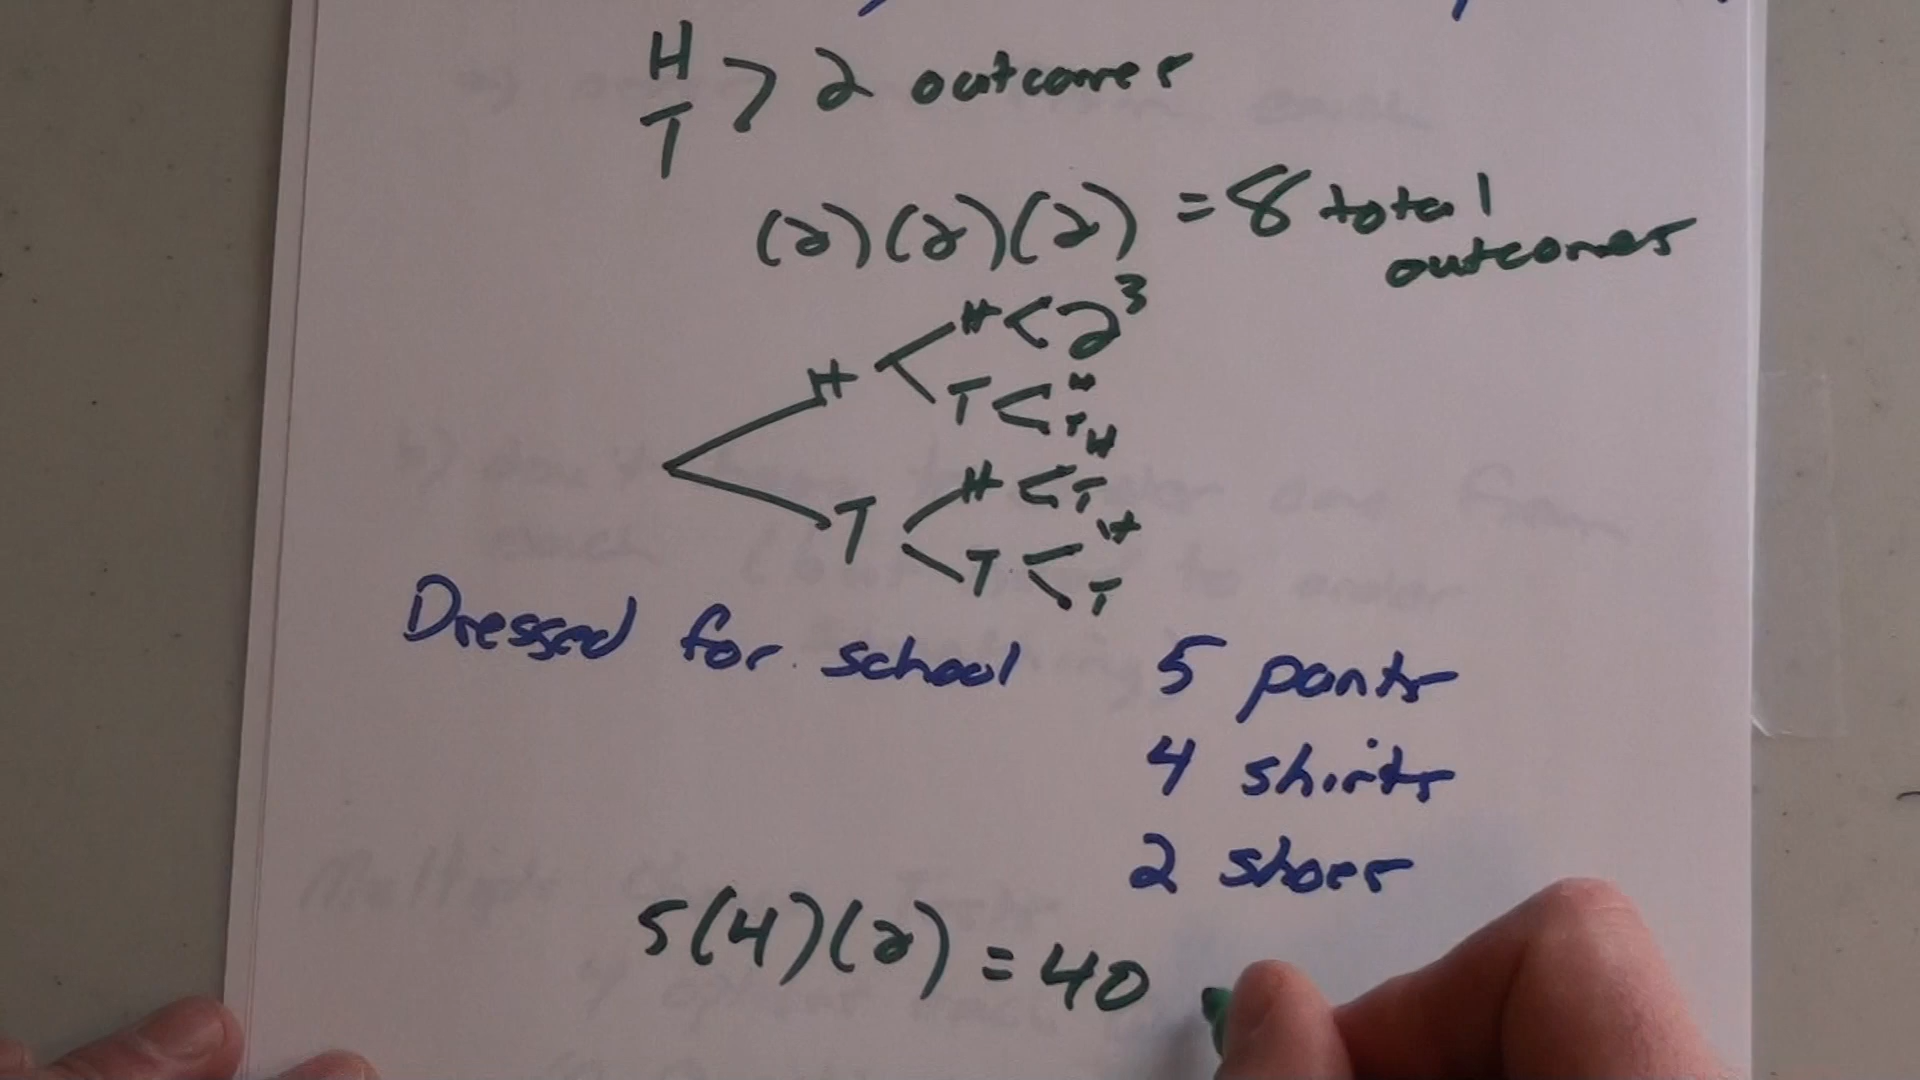 H
T > 2 outcomes
(2)(2)(2) = 8 total
outcomes
H < 2³
H
T < H
T
H
H < T
T
H
T < T
Dressed for school 5 pants
4 shirts
2 shoes
5(4)(2) = 40